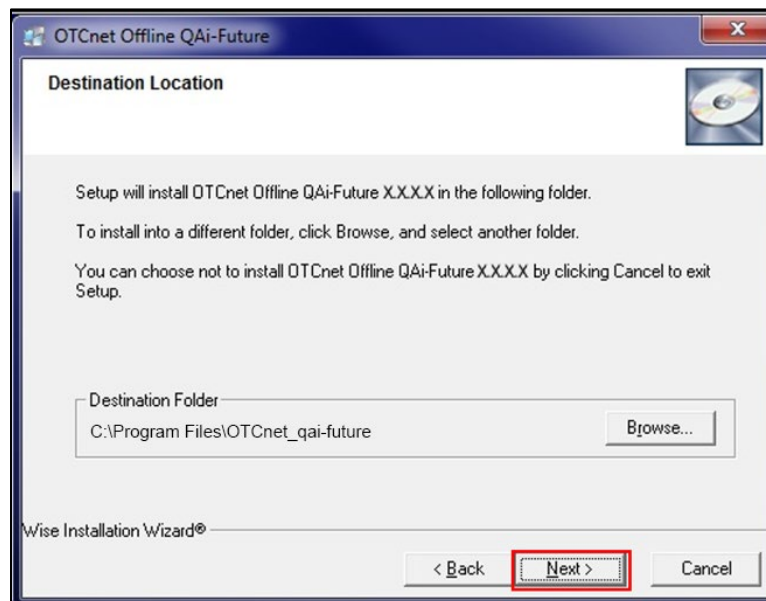 OTCnet Offline QAi-Future
Destination Location
Setup will install OTCnet Offline QAi-Future X.X.X.X in the following folder.
To install into a different folder, click Browse, and select another folder.
You can choose not to install OTCnet Offline QAi-Future X.X.X.X by clicking Cancel to exit
Setup.
Destination Folder
C:\Program Files\OTCnet_qai-future
Browse...
Wise Installation Wizard®
< Back
Next >
Cancel